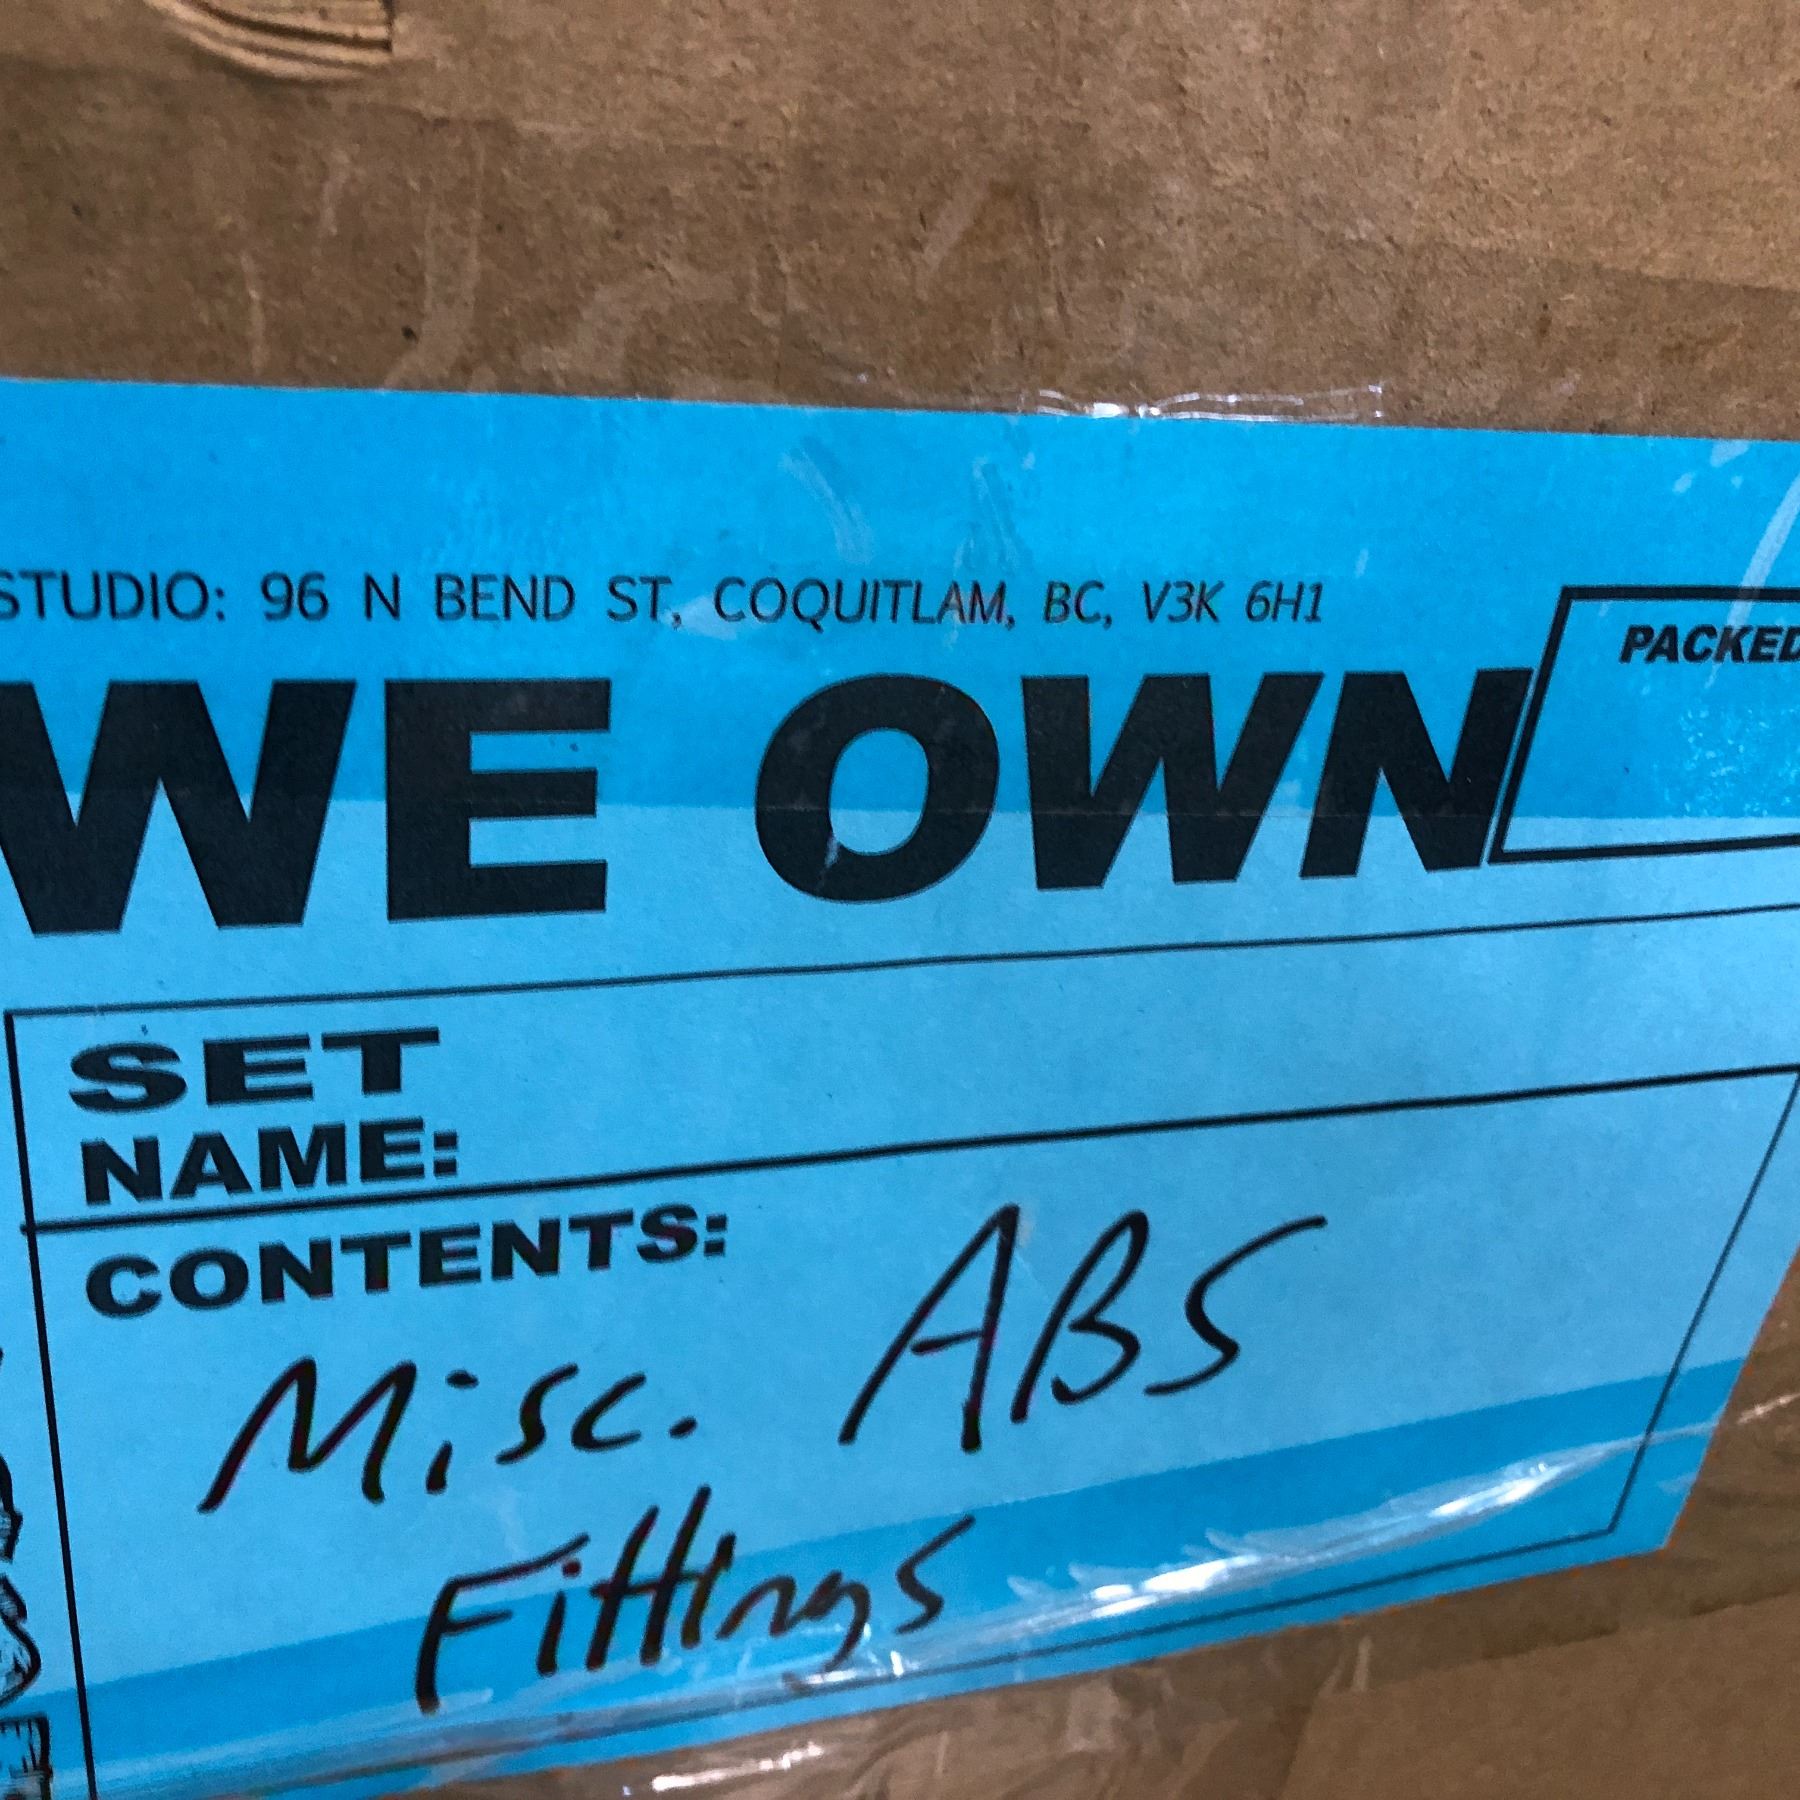 STUDIO: 96 N BEND ST, COQUITLAM, BC, V3K 6H1
WE OWN
PACKED
SET
NAME:
CONTENTS:
Misc. ABS
Fittings